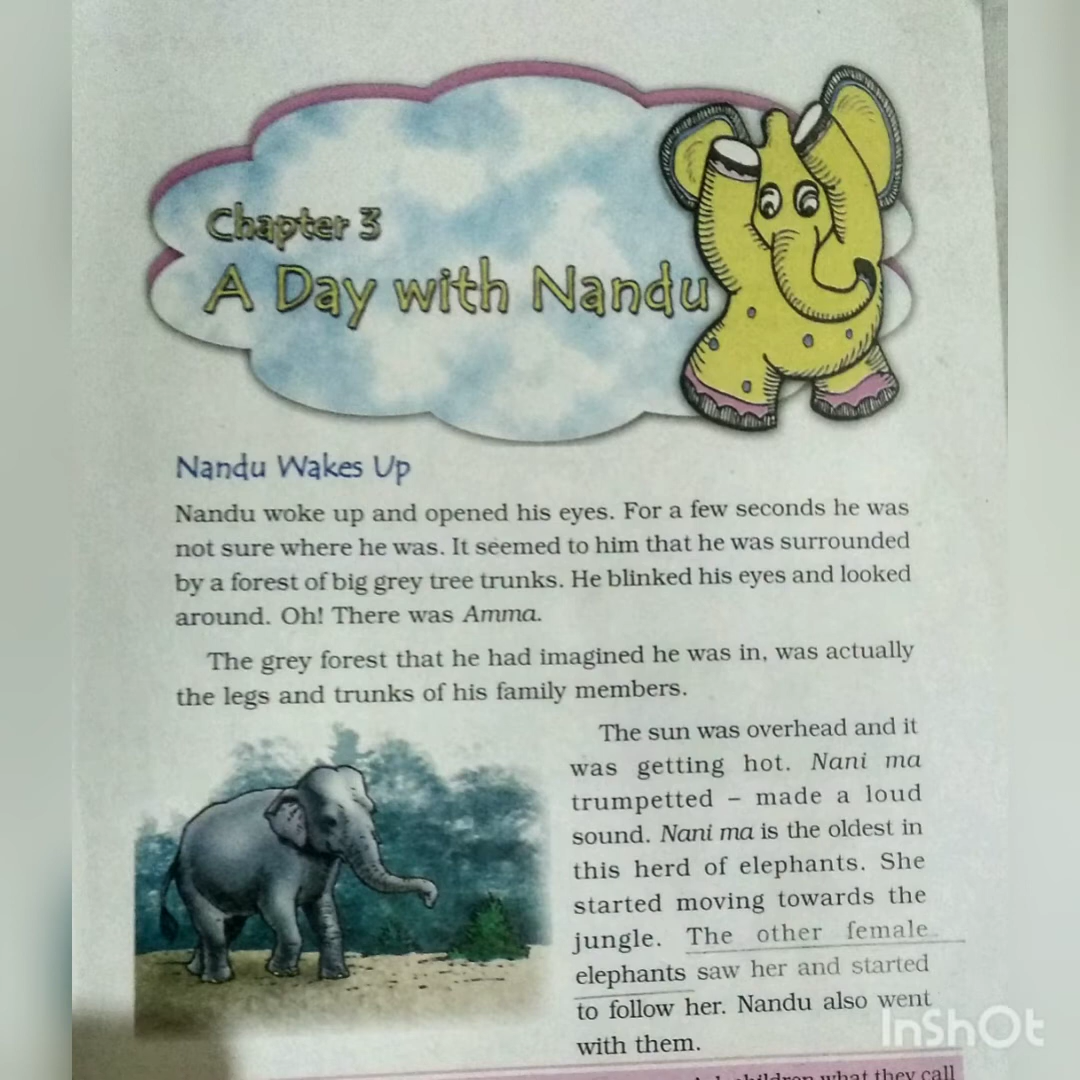 Chapter 3
A Day with Nandu
Nandu Wakes Up
Nandu woke up and opened his eyes. For a few seconds he was
not sure where he was. It seemed to him that he was surrounded
by a forest of big grey tree trunks. He blinked his eyes and looked
around. Oh! There was Amma.
The grey forest that he had imagined he was in, was actually
the legs and trunks of his family members.
The sun was overhead and it
was getting hot. Nani ma
trumpetted – made a loud
sound. Nani ma is the oldest in
this herd of elephants. She
started moving towards the
jungle. The other female
elephants saw her and started
to follow her. Nandu also went
with them.
InShOt
children what they call